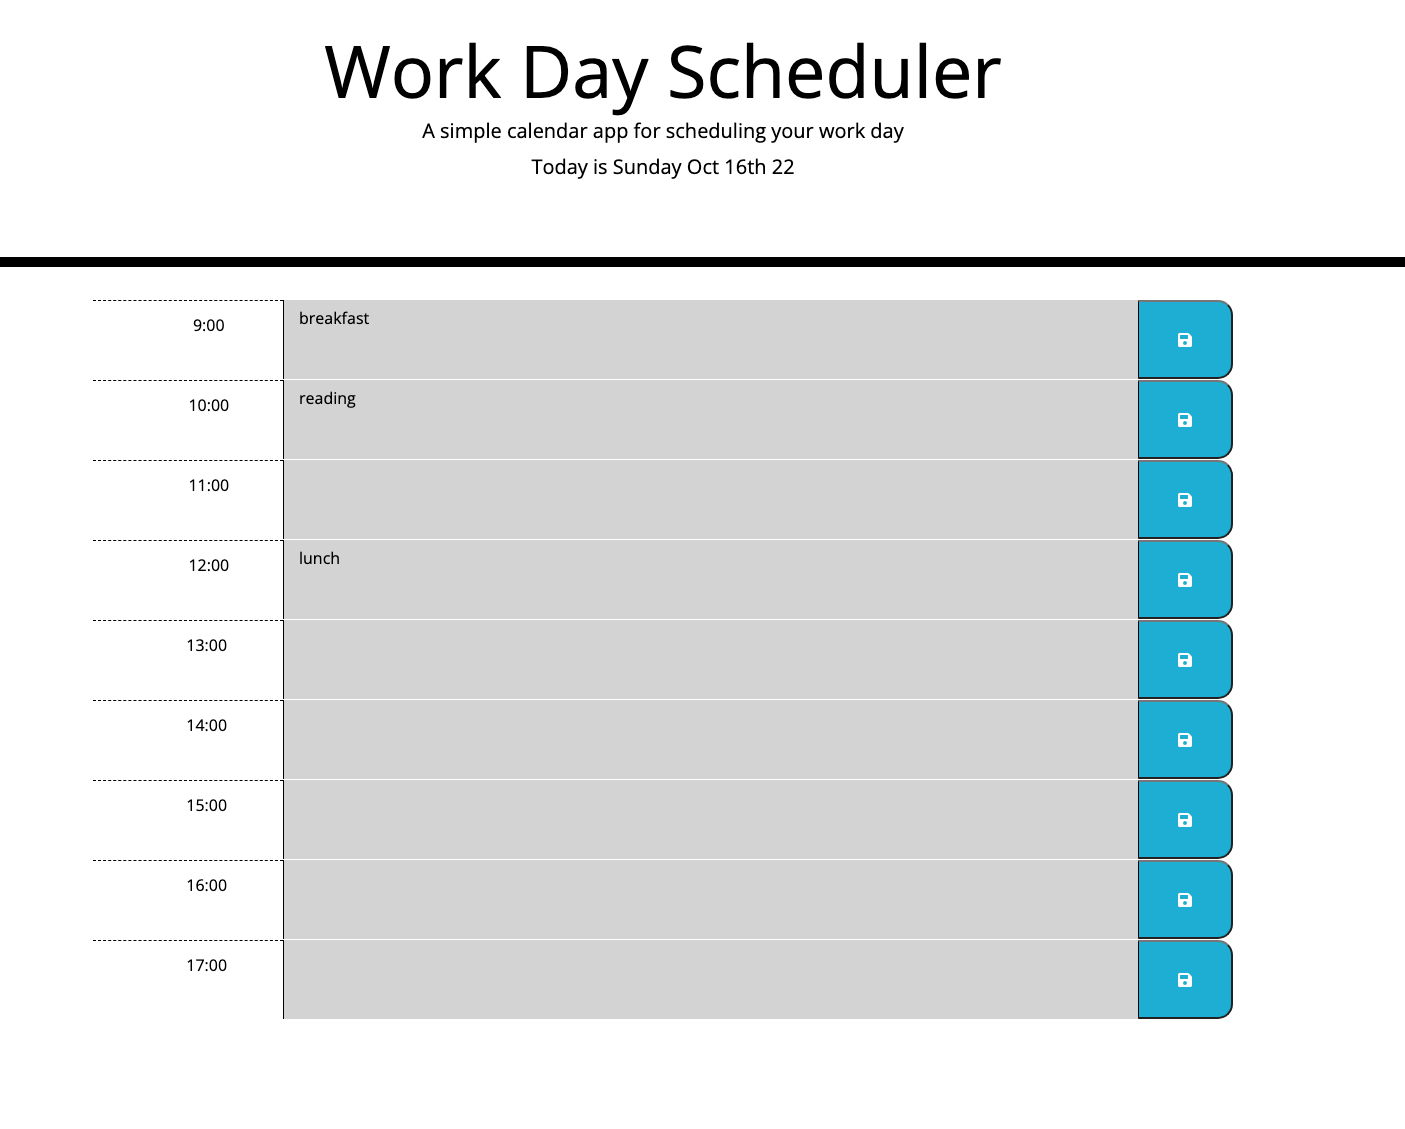 Work Day Scheduler
A simple calendar app for scheduling your work day
Today is Sunday Oct 16th 22
9:00 breakfast
10:00 reading
11:00
12:00 lunch
13:00
14:00
15:00
16:00
17:00